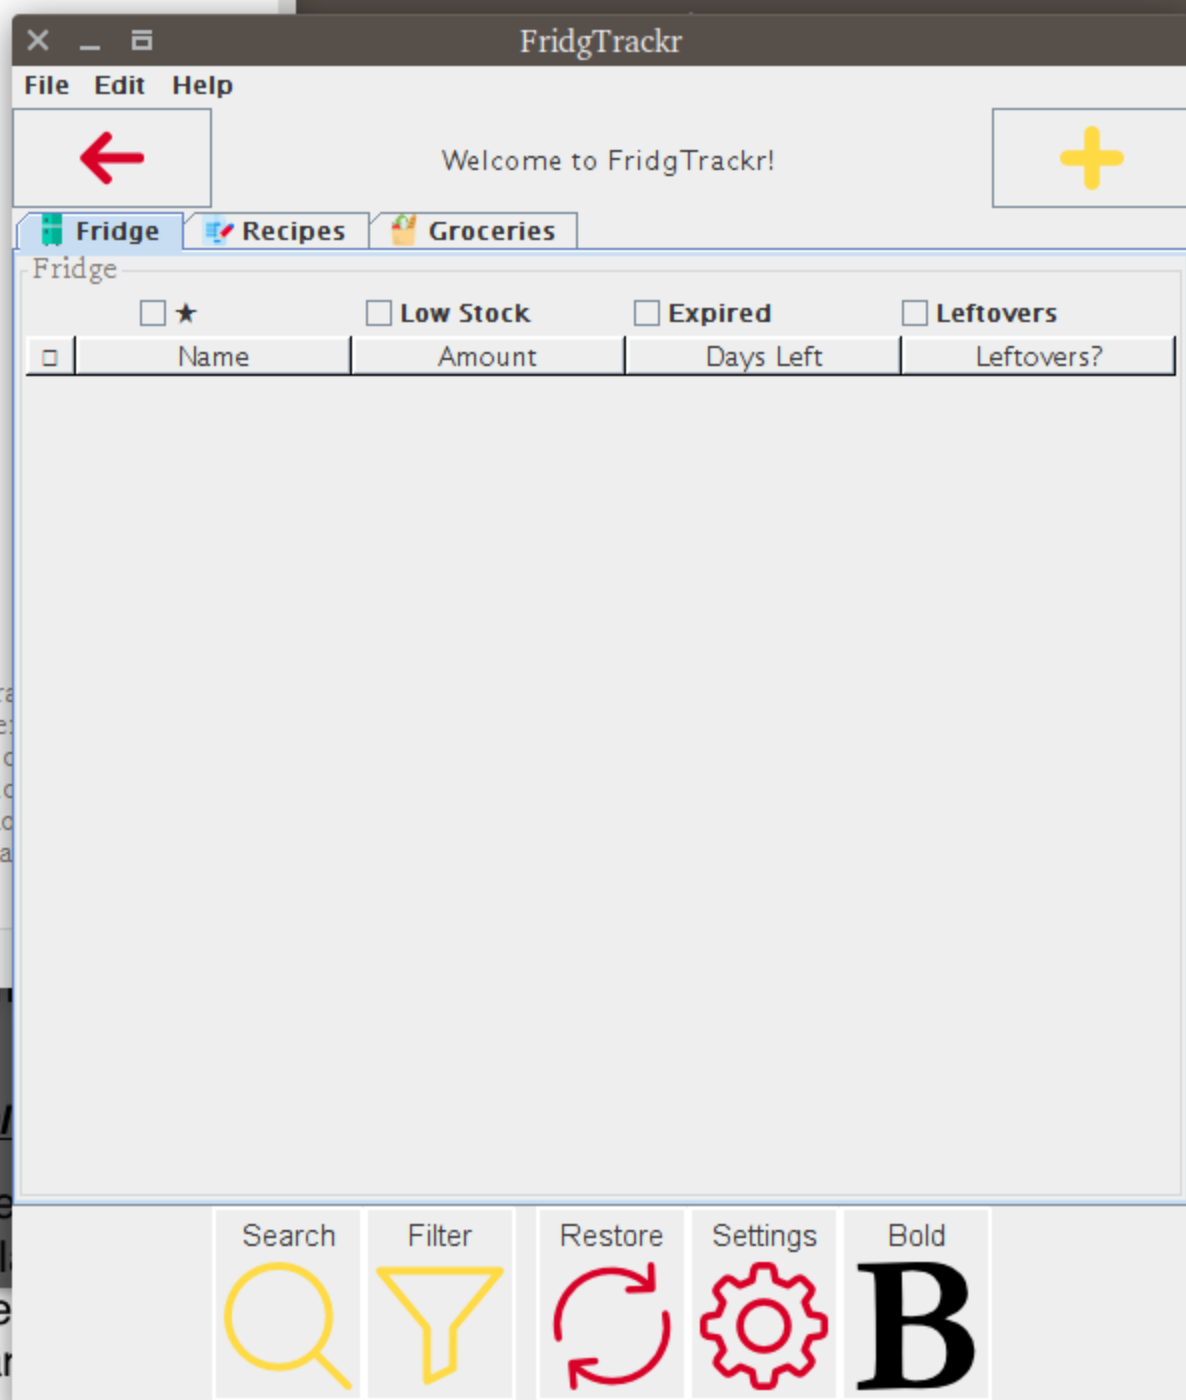 FridgTrackr
File Edit Help
Welcome to FridgTrackr!
Fridge Recipes Groceries
Fridge
★ Low Stock Expired Leftovers
Name Amount Days Left Leftovers?
Search Filter Restore Settings Bold
B